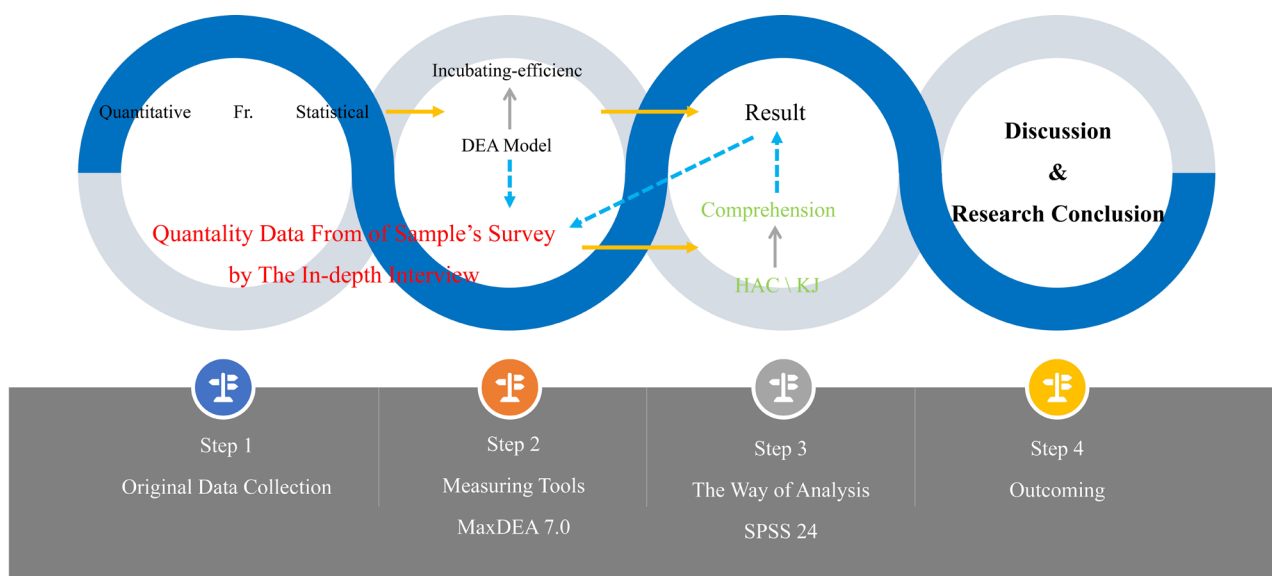 Quantitative Fr. Statistical
Incubating-efficienc
DEA Model
Quantality Data From of Sample’s Survey
by The In-depth Interview
Result
Comprehension
HAC \ KJ
Discussion
&
Research Conclusion
Step 1
Original Data Collection
Step 2
Measuring Tools
MaxDEA 7.0
Step 3
The Way of Analysis
SPSS 24
Step 4
Outcoming